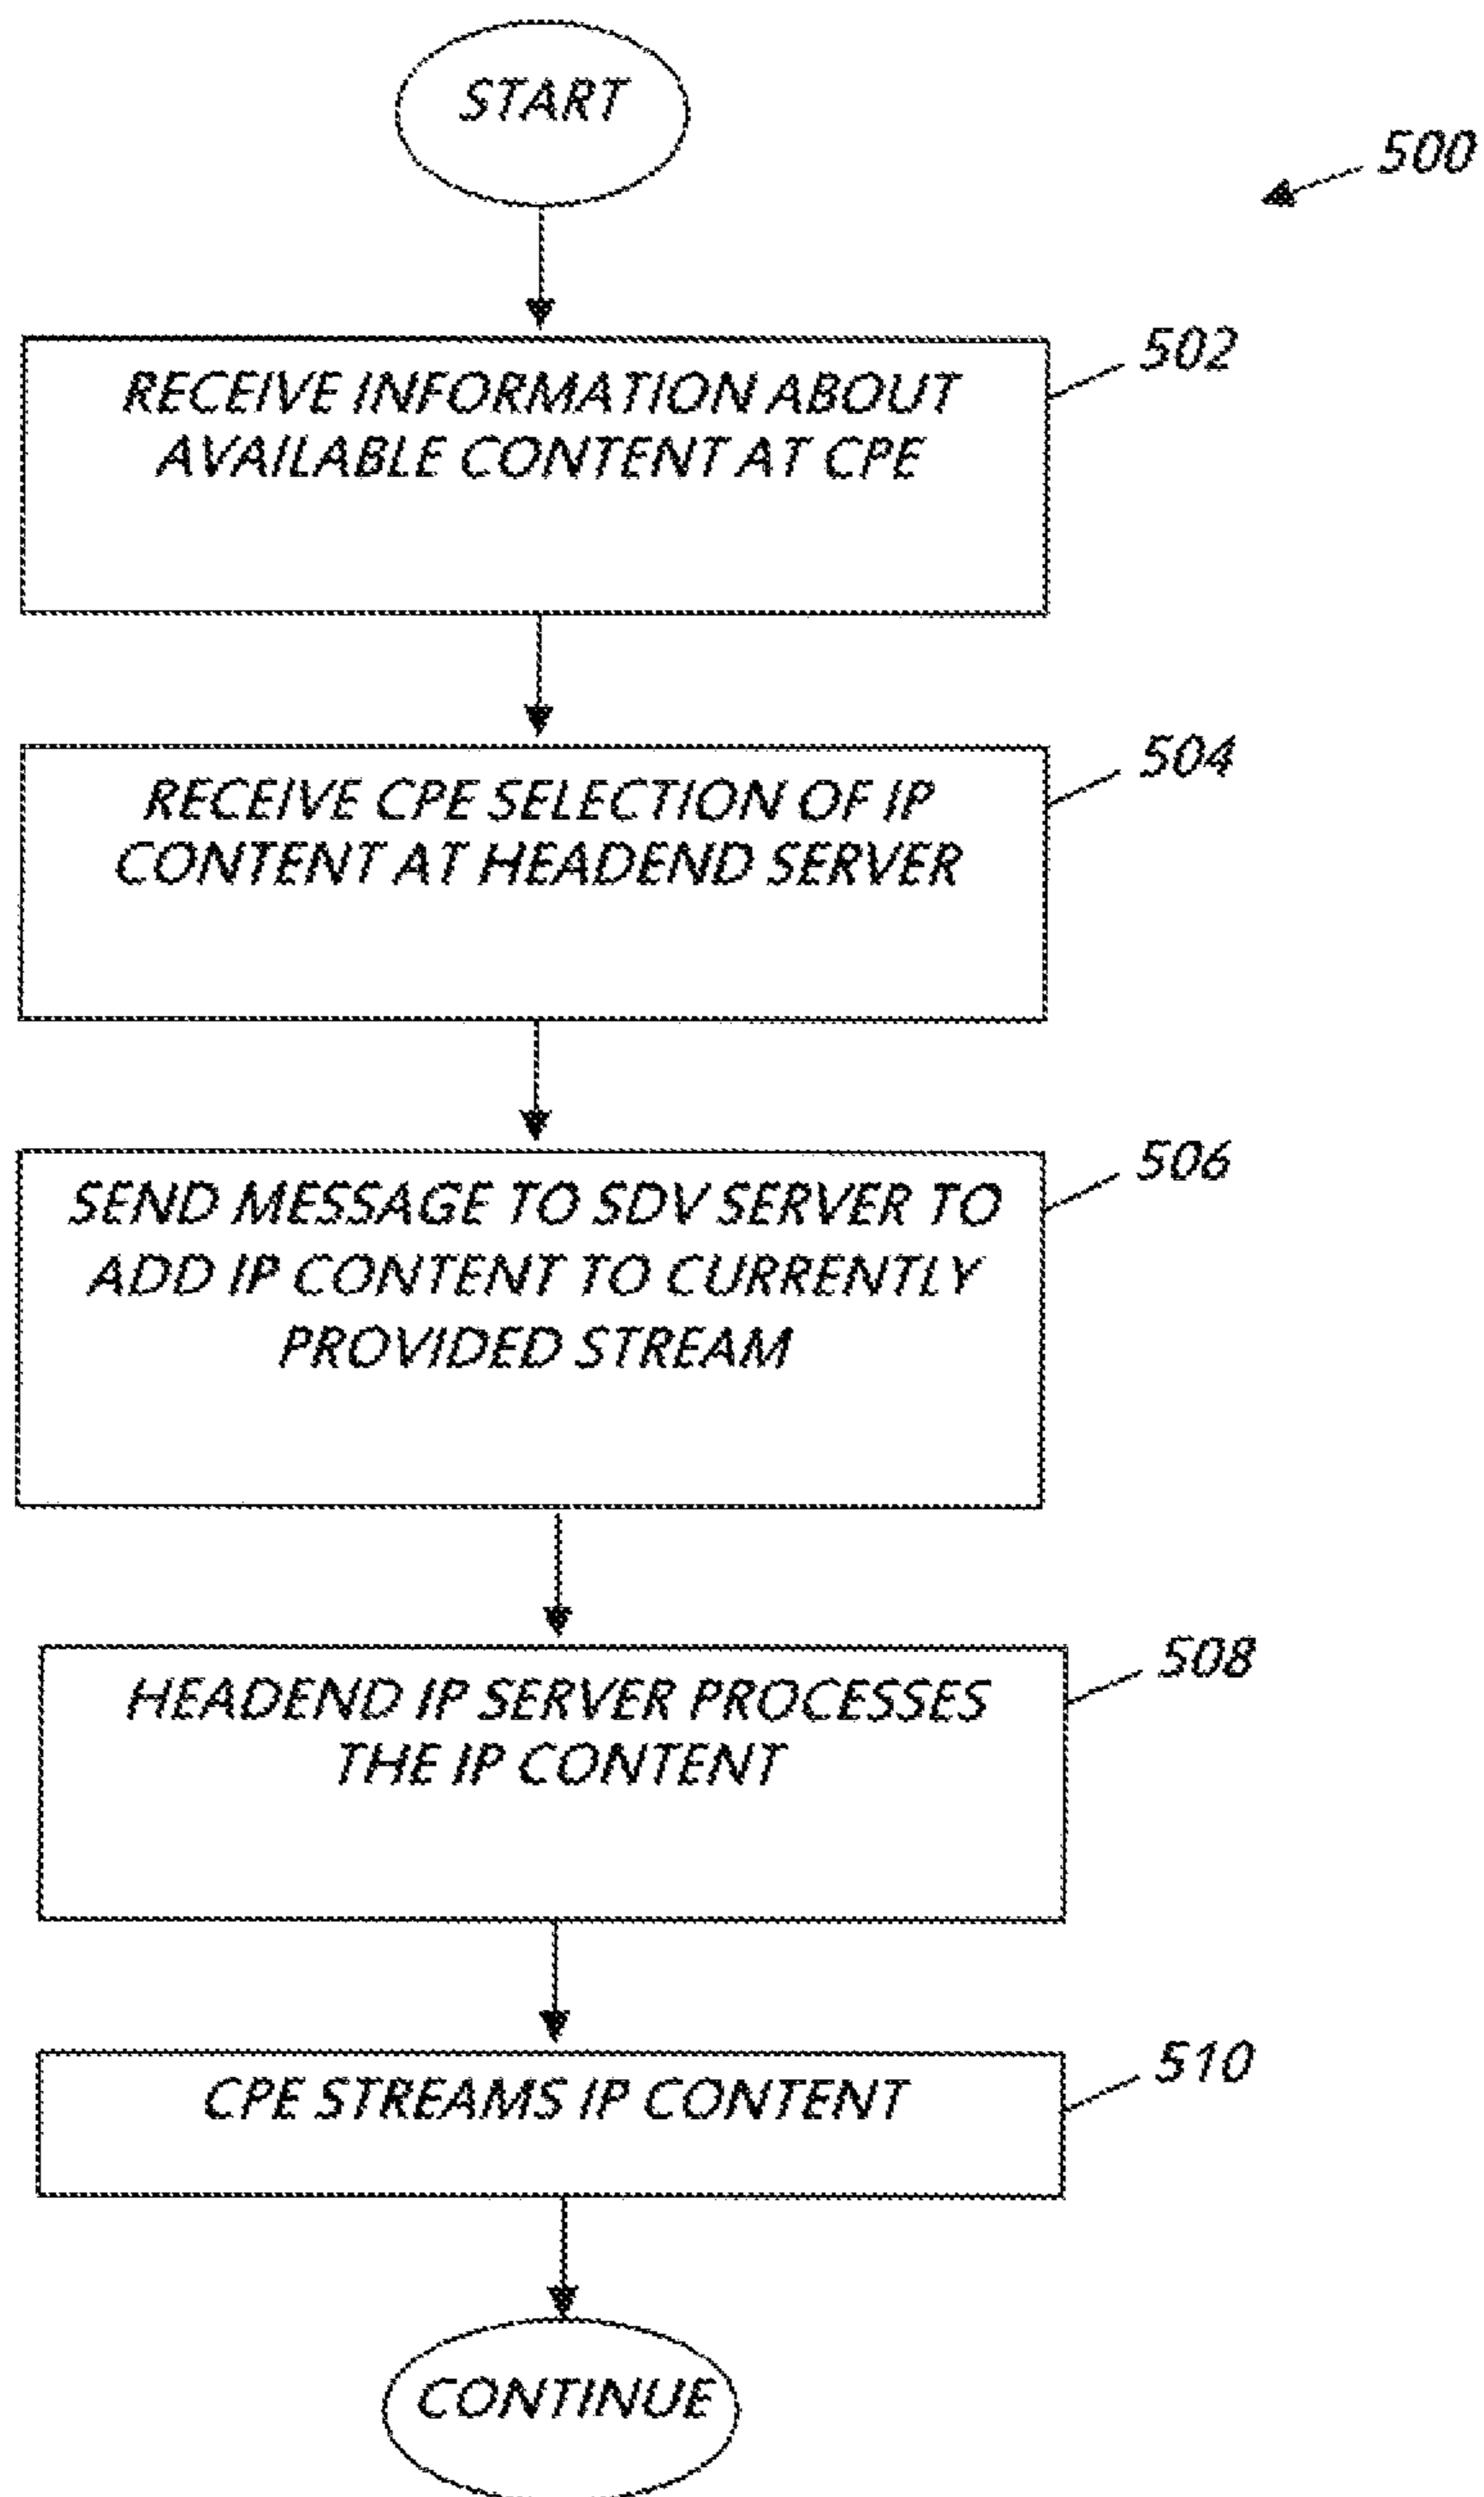 START
500
RECEIVE INFORMATION ABOUT
AVAILABLE CONTENT AT CPE
502
RECEIVE CPE SELECTION OF IP
CONTENT AT HEADEND SERVER
504
SEND MESSAGE TO SDV SERVER TO
ADD IP CONTENT TO CURRENTLY
PROVIDED STREAM
506
HEADEND IP SERVER PROCESSES
THE IP CONTENT
508
CPE STREAMS IP CONTENT
510
CONTINUE